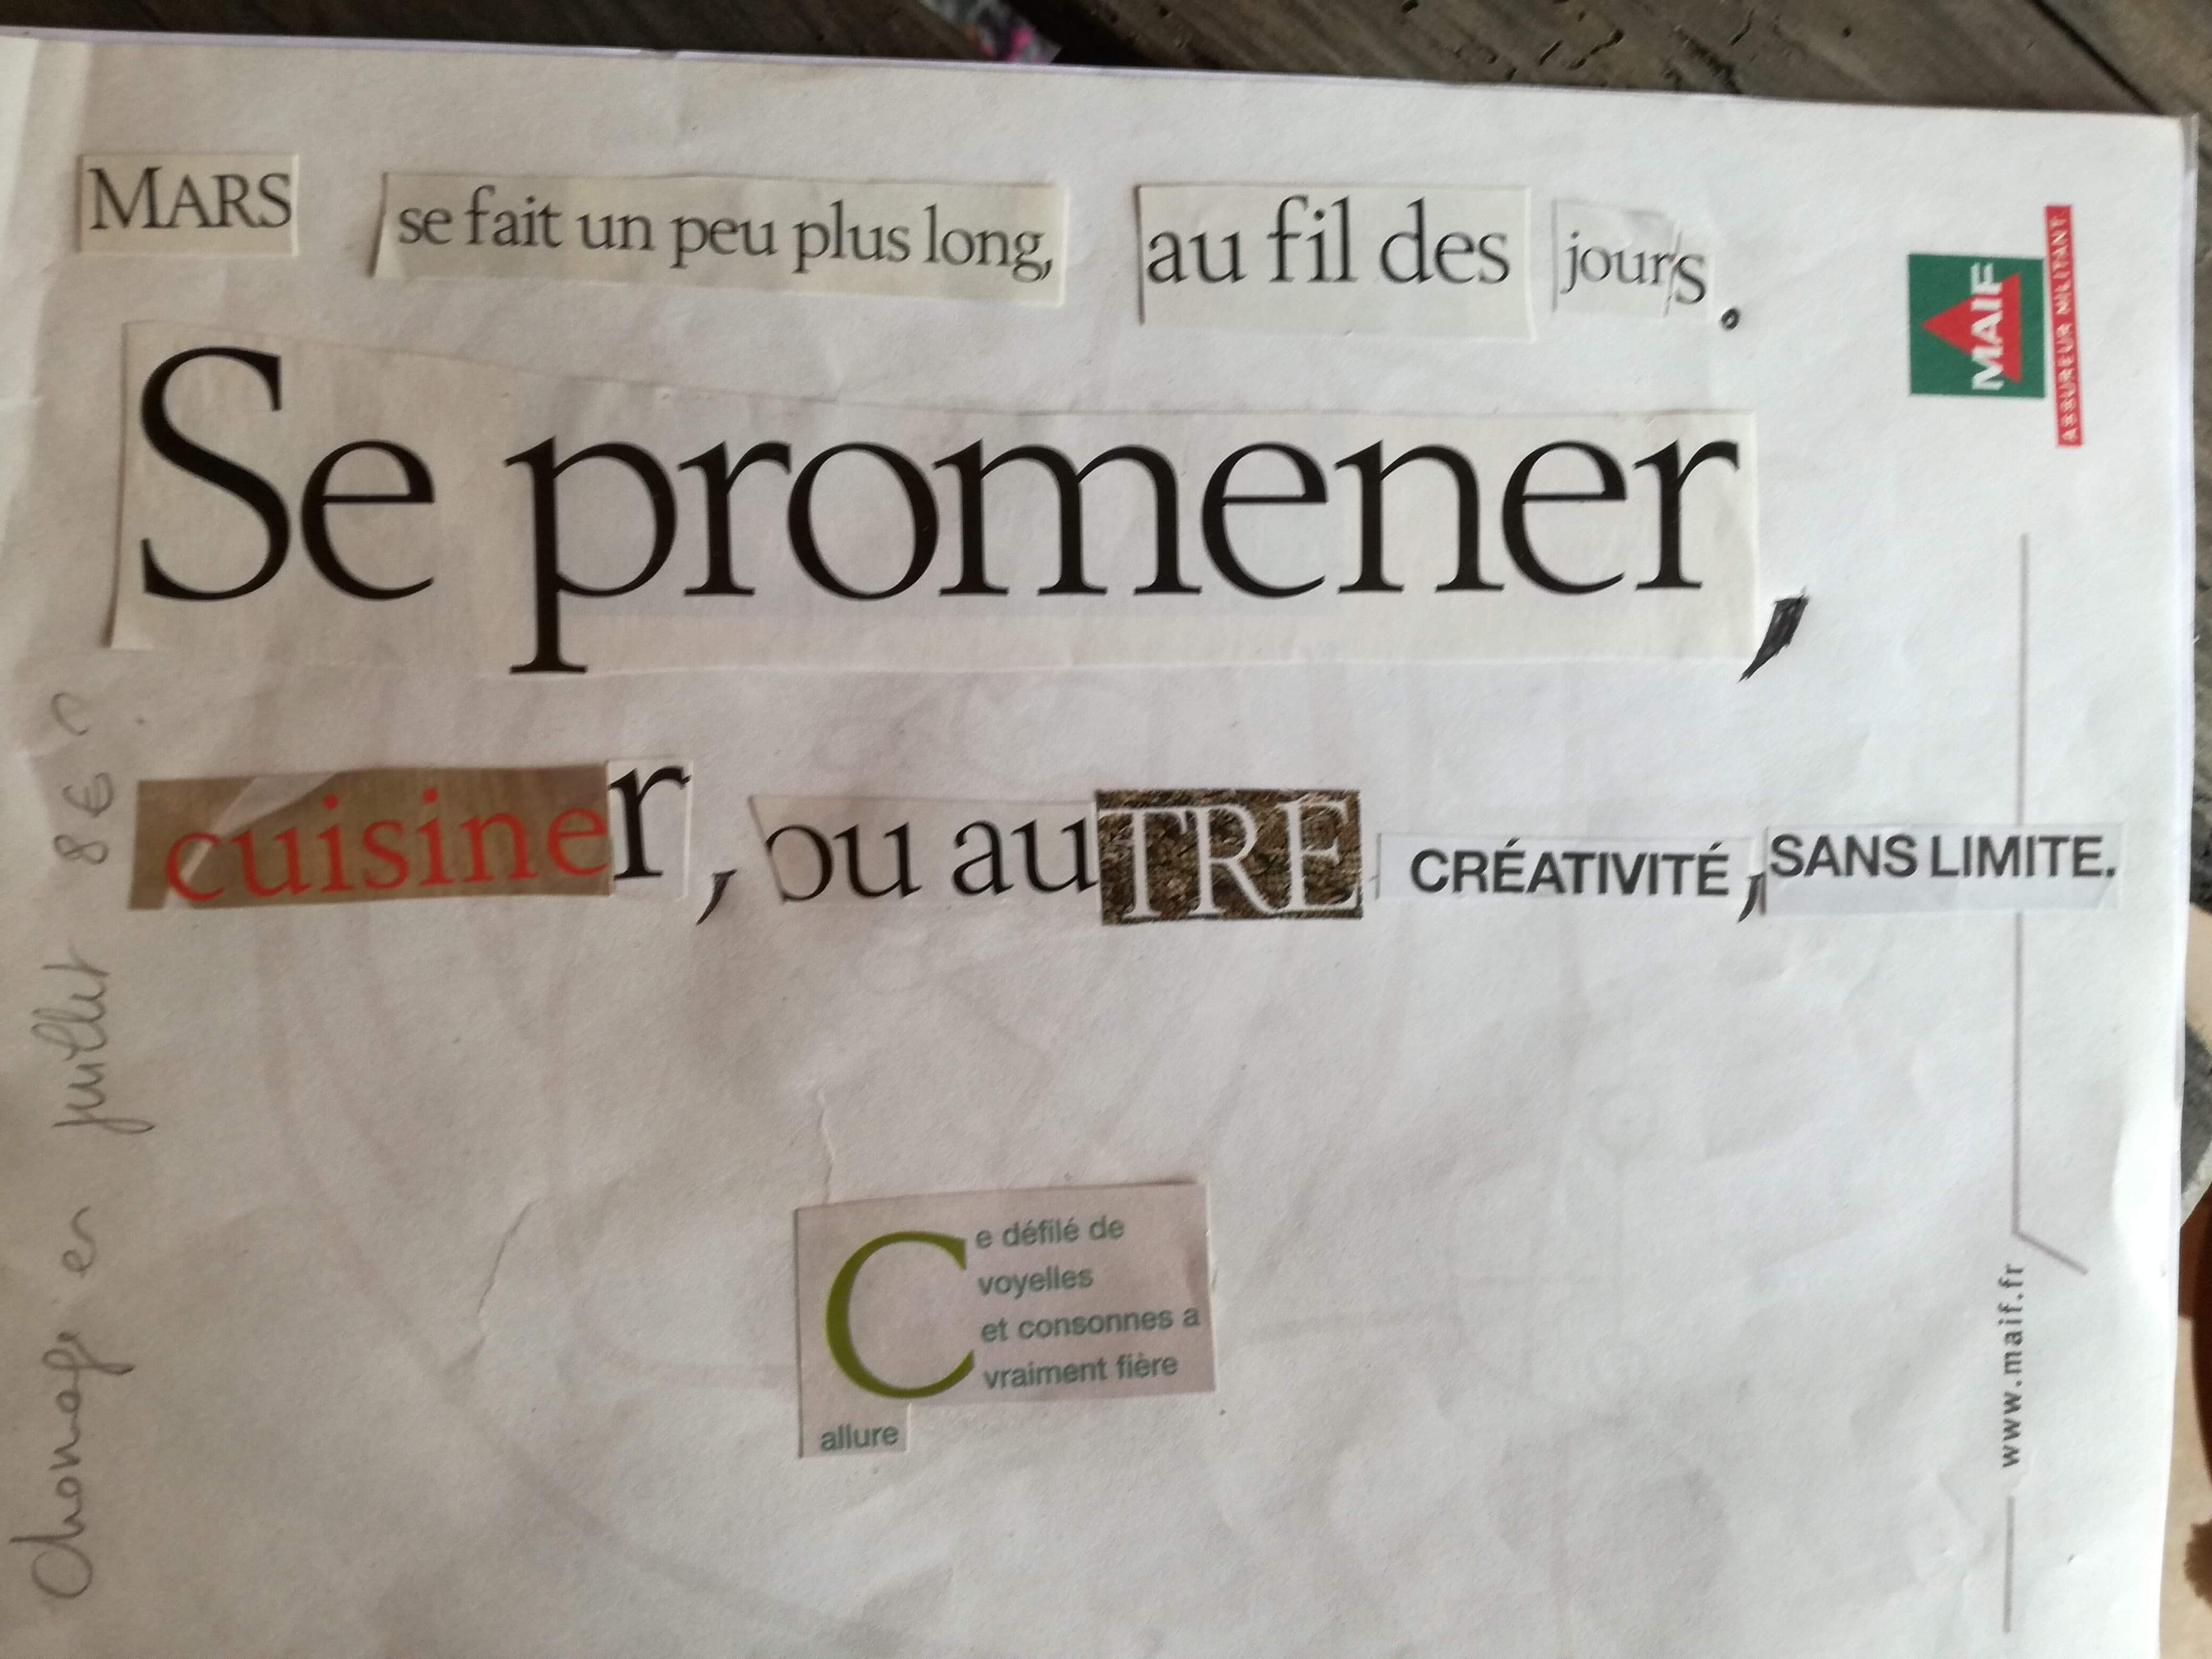 MARS se fait un peu plus long, au fil des jours.
Se promener,
cuisiner, ou auTRE CRÉATIVITÉ, SANS LIMITE.
Ce défilé de
voyelles
et consonnes a
vraiment fière
allure
MAIF
ASSUREUR MILITANT
www.maif.fr
chomage en juillet 8€?